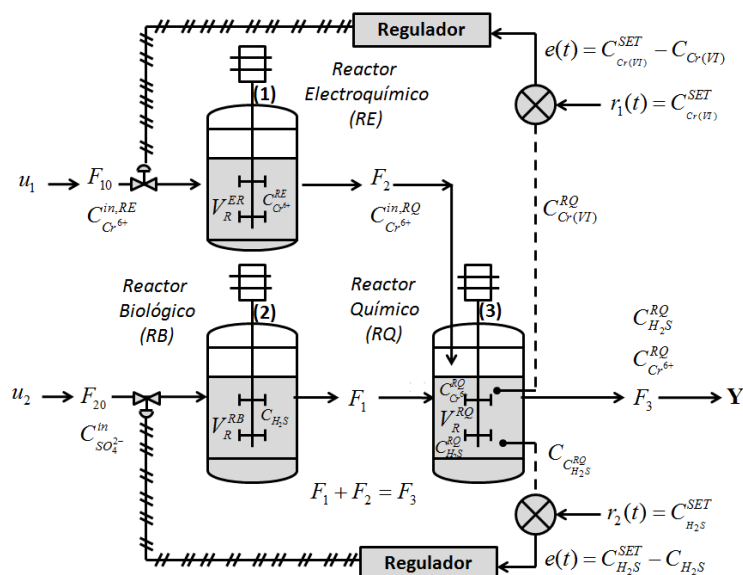 Regulador
e(t) = C_{Cr(VI)}^{SET} − C_{Cr(VI)}
Reactor
Electroquímico
(RE)
(1)
r_1(t) = C_{Cr(VI)}^{SET}
u_1
F_{10}
C_{Cr^{6+}}^{in,RE}
V_R^{ER}
C_{Cr^{6+}}^{RE}
F_2
C_{Cr^{6+}}^{in,RQ}
C_{Cr(VI)}^{RQ}
Reactor
Biológico
(RB)
(2)
Reactor
Químico
(RQ)
(3)
C_{H_2S}^{RQ}
C_{Cr^{6+}}^{RQ}
u_2
F_{20}
C_{SO_4^{2-}}^{in}
V_R^{RB}
C_{H_2S}
F_1
C_{Cr^{6+}}^{RQ}
V_R^{RQ}
C_{H_2S}^{RQ}
F_3
Y
C_{C_{H_2S}^{RQ}}
F_1 + F_2 = F_3
r_2(t) = C_{H_2S}^{SET}
Regulador
e(t) = C_{H_2S}^{SET} − C_{H_2S}